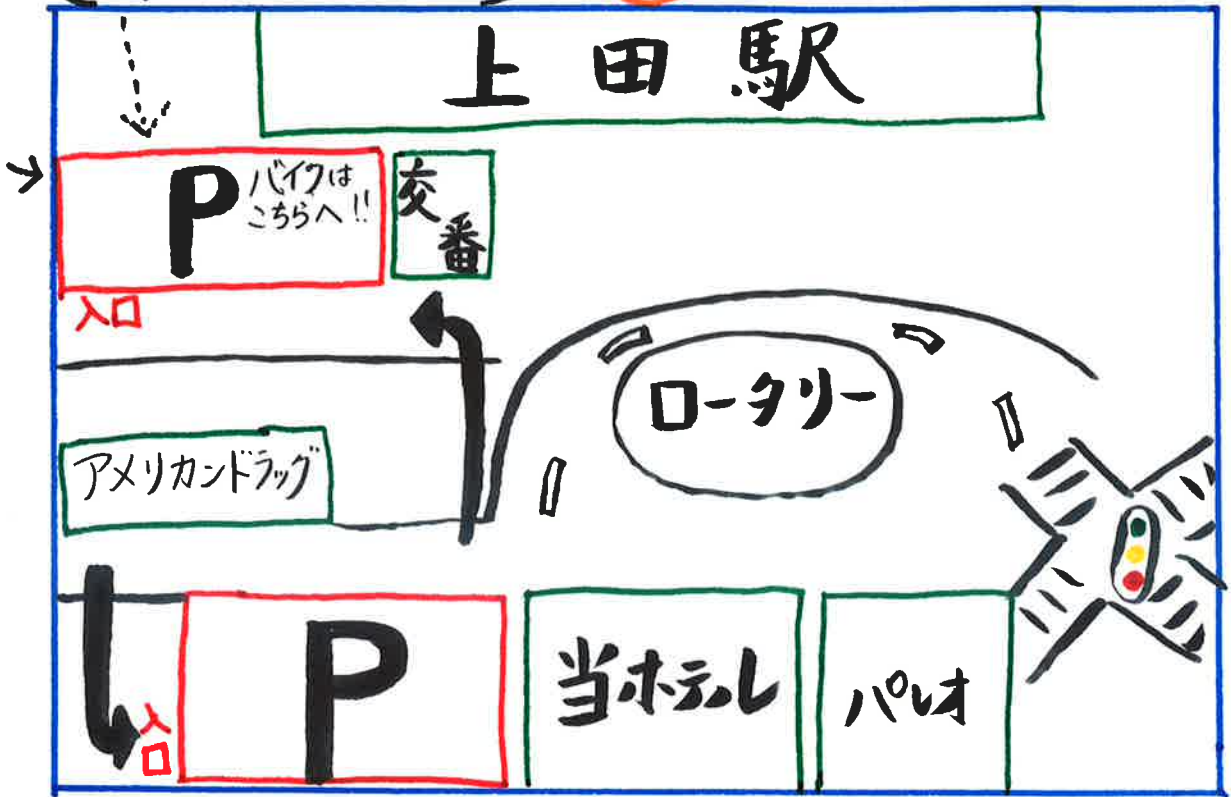 上田駅
P
バイクは
こちらへ!!
交番
入口
ロータリー
アメリカンドラッグ
P
入口
当ホテル
パレオ